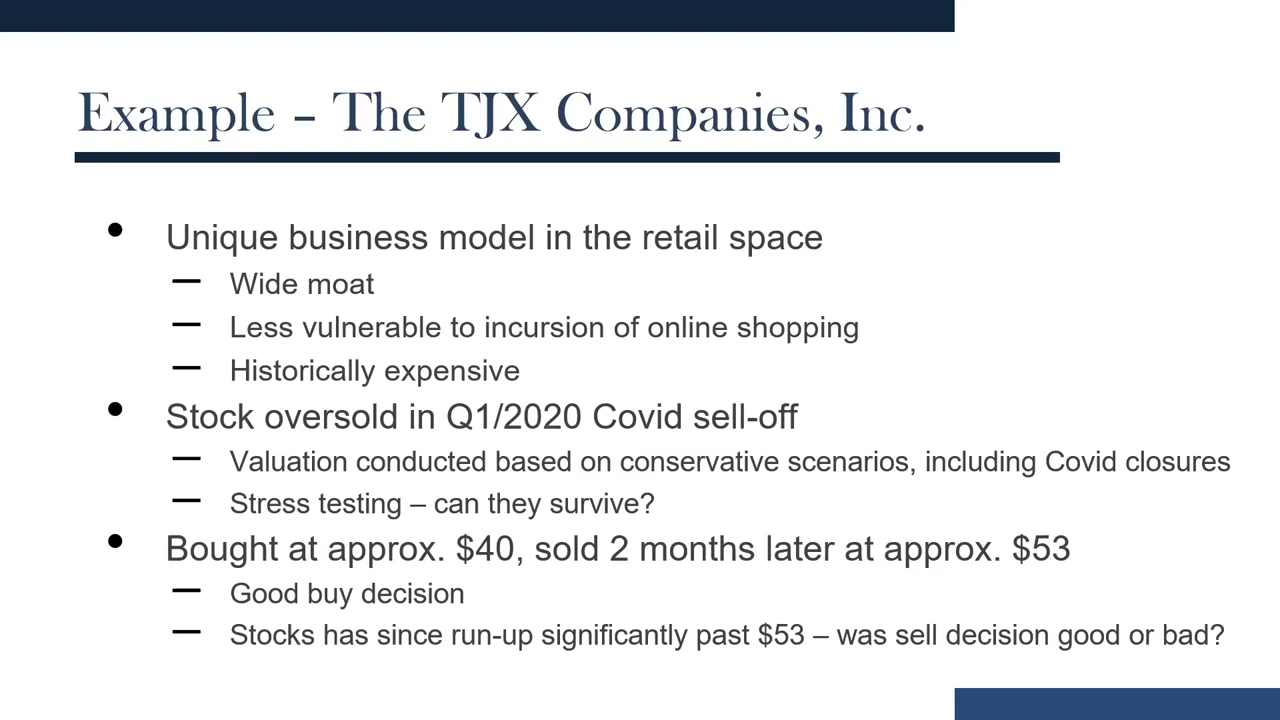 Example – The TJX Companies, Inc.
• Unique business model in the retail space
— Wide moat
— Less vulnerable to incursion of online shopping
— Historically expensive
• Stock oversold in Q1/2020 Covid sell-off
— Valuation conducted based on conservative scenarios, including Covid closures
— Stress testing – can they survive?
• Bought at approx. $40, sold 2 months later at approx. $53
— Good buy decision
— Stocks has since run-up significantly past $53 – was sell decision good or bad?